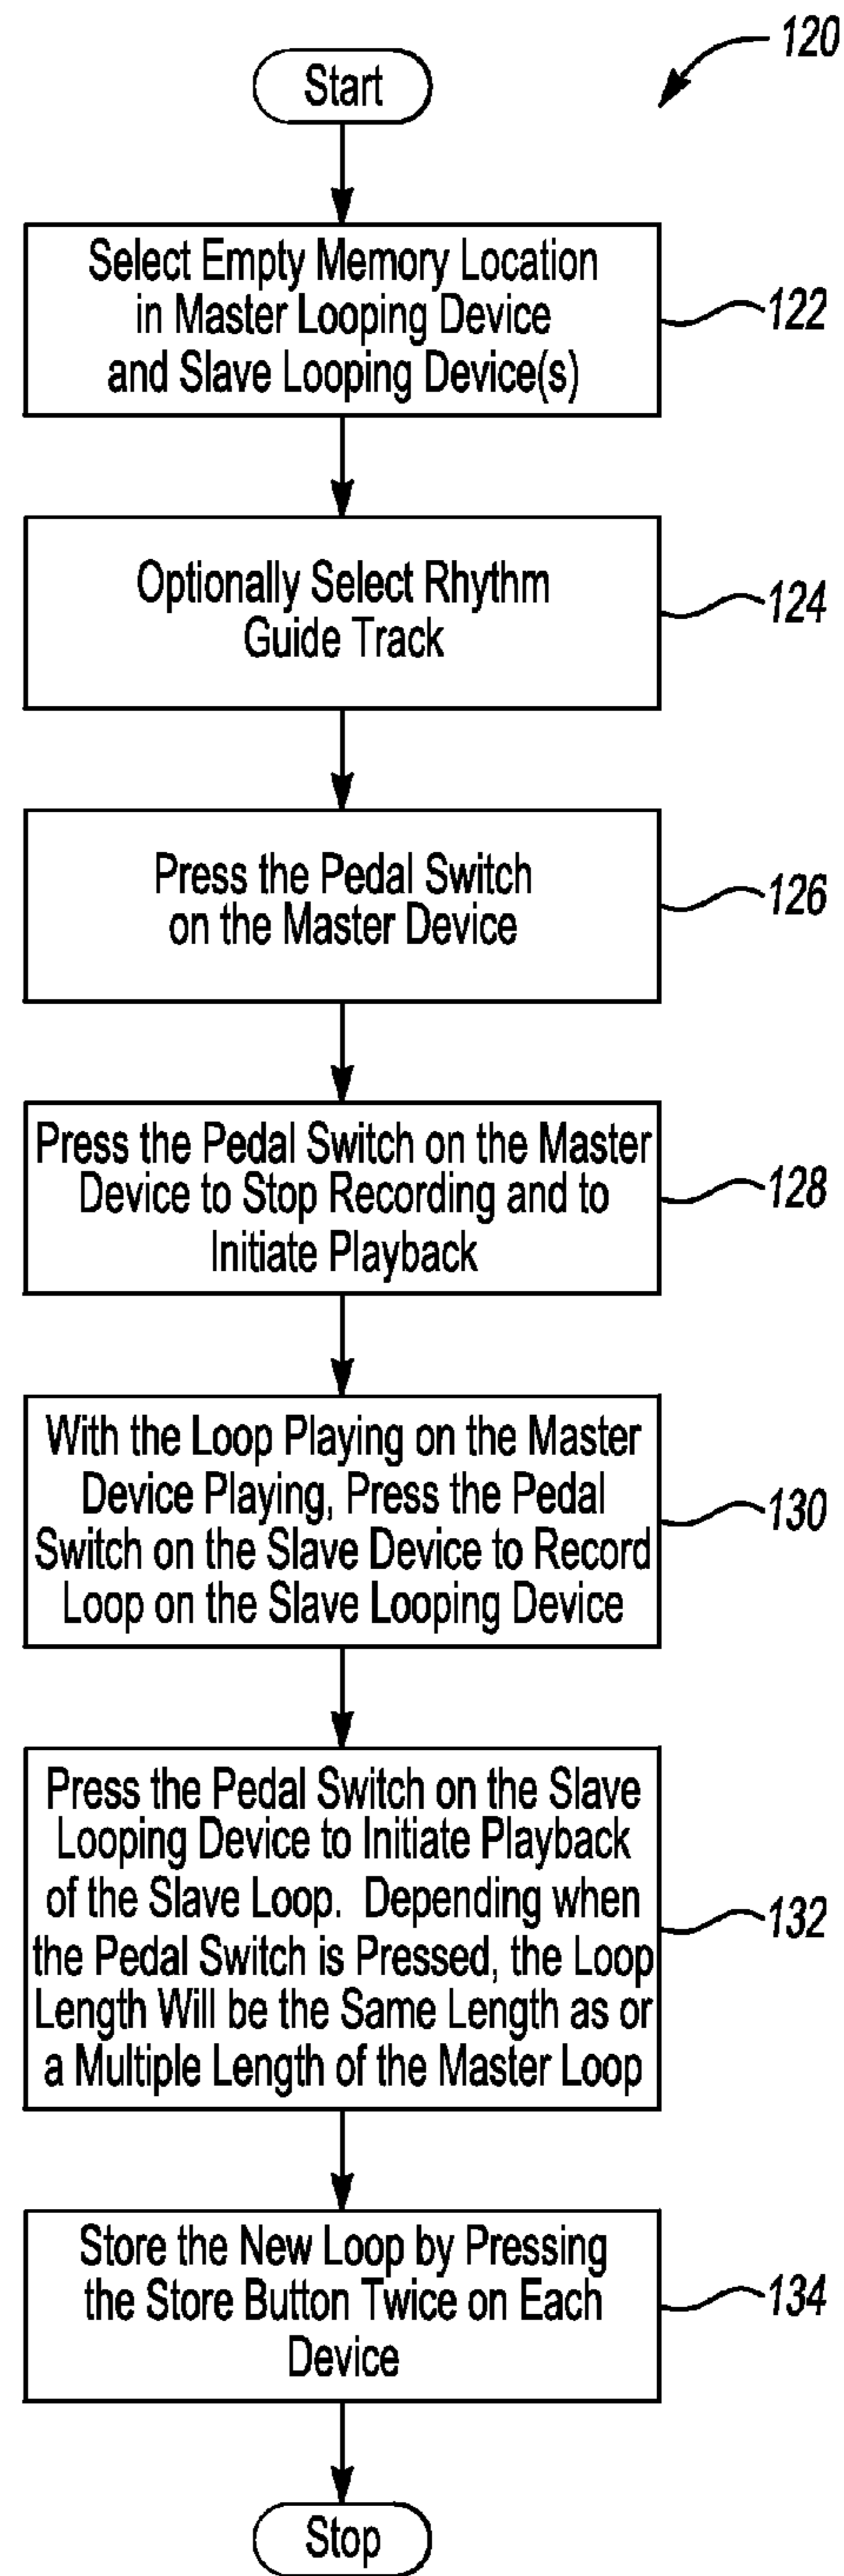 120
Start
Select Empty Memory Location
in Master Looping Device
and Slave Looping Device(s)
122
Optionally Select Rhythm
Guide Track
124
Press the Pedal Switch
on the Master Device
126
Press the Pedal Switch on the Master
Device to Stop Recording and to
Initiate Playback
128
With the Loop Playing on the Master
Device Playing, Press the Pedal
Switch on the Slave Device to Record
Loop on the Slave Looping Device
130
Press the Pedal Switch on the Slave
Looping Device to Initiate Playback
of the Slave Loop. Depending when
the Pedal Switch is Pressed, the Loop
Length Will be the Same Length as or
a Multiple Length of the Master Loop
132
Store the New Loop by Pressing
the Store Button Twice on Each
Device
134
Stop